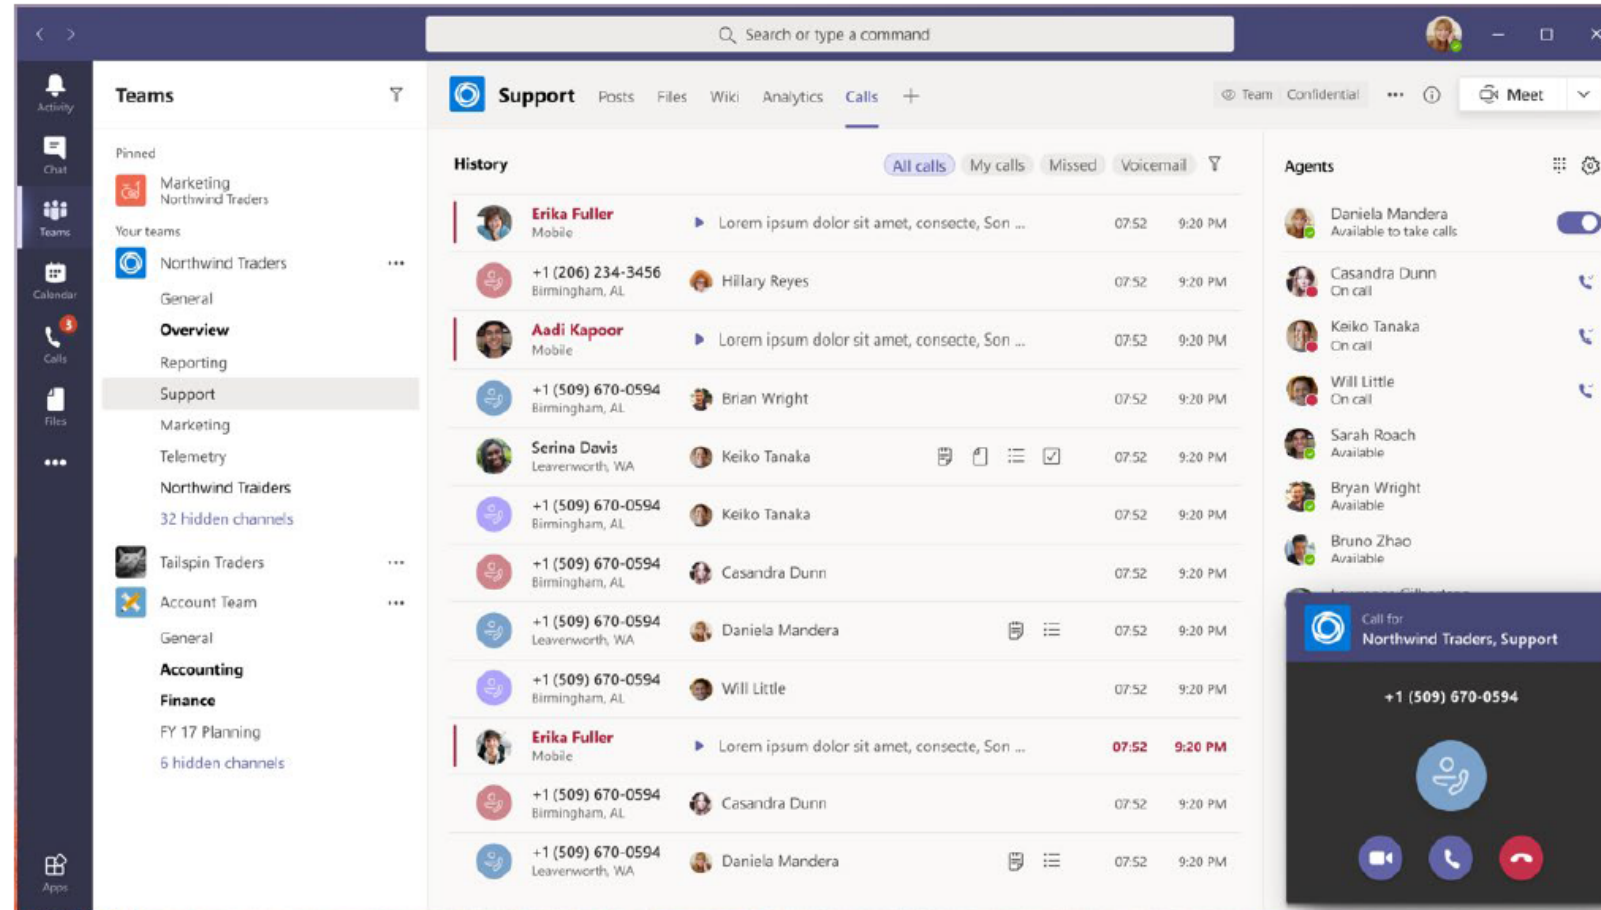 Search or type a command
Activity
Chat
Teams
Calendar
3
Calls
Files
Apps
Teams
Pinned
Marketing
Northwind Traders
Your teams
Northwind Traders
General
Overview
Reporting
Support
Marketing
Telemetry
Northwind Traiders
32 hidden channels
Tailspin Traders
Account Team
General
Accounting
Finance
FY 17 Planning
6 hidden channels
Support Posts Files Wiki Analytics Calls
Team Confidential
Meet
History
All calls My calls Missed Voicemail
Erika Fuller
Mobile
Lorem ipsum dolor sit amet, consecte, Son ... 07:52 9:20 PM
+1 (206) 234-3456
Birmingham, AL
Hillary Reyes 07:52 9:20 PM
Aadi Kapoor
Mobile
Lorem ipsum dolor sit amet, consecte, Son ... 07:52 9:20 PM
+1 (509) 670-0594
Birmingham, AL
Brian Wright 07:52 9:20 PM
Serina Davis
Leavenworth, WA
Keiko Tanaka 07:52 9:20 PM
+1 (509) 670-0594
Birmingham, AL
Keiko Tanaka 07:52 9:20 PM
+1 (509) 670-0594
Birmingham, AL
Casandra Dunn 07:52 9:20 PM
+1 (509) 670-0594
Leavenworth, WA
Daniela Mandera 07:52 9:20 PM
+1 (509) 670-0594
Birmingham, AL
Will Little 07:52 9:20 PM
Erika Fuller
Mobile
Lorem ipsum dolor sit amet, consecte, Son ... 07:52 9:20 PM
+1 (509) 670-0594
Birmingham, AL
Casandra Dunn 07:52 9:20 PM
+1 (509) 670-0594
Leavenworth, WA
Daniela Mandera 07:52 9:20 PM
Agents
Daniela Mandera
Available to take calls
Casandra Dunn
On call
Keiko Tanaka
On call
Will Little
On call
Sarah Roach
Available
Bryan Wright
Available
Bruno Zhao
Available
Call for
Northwind Traders, Support
+1 (509) 670-0594